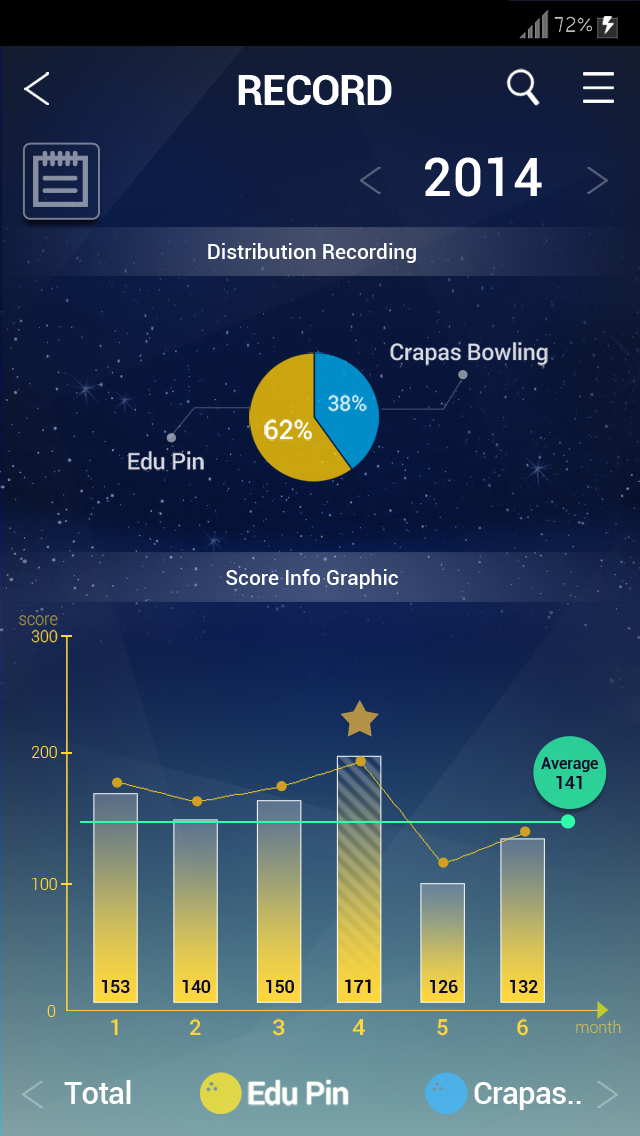 72%
RECORD
2014
Distribution Recording
Crapas Bowling
38%
62%
Edu Pin
Score Info Graphic
score
300
200
Average
141
100
153 140 150 171 126 132
0
1 2 3 4 5 6
month
Total Edu Pin Crapas..